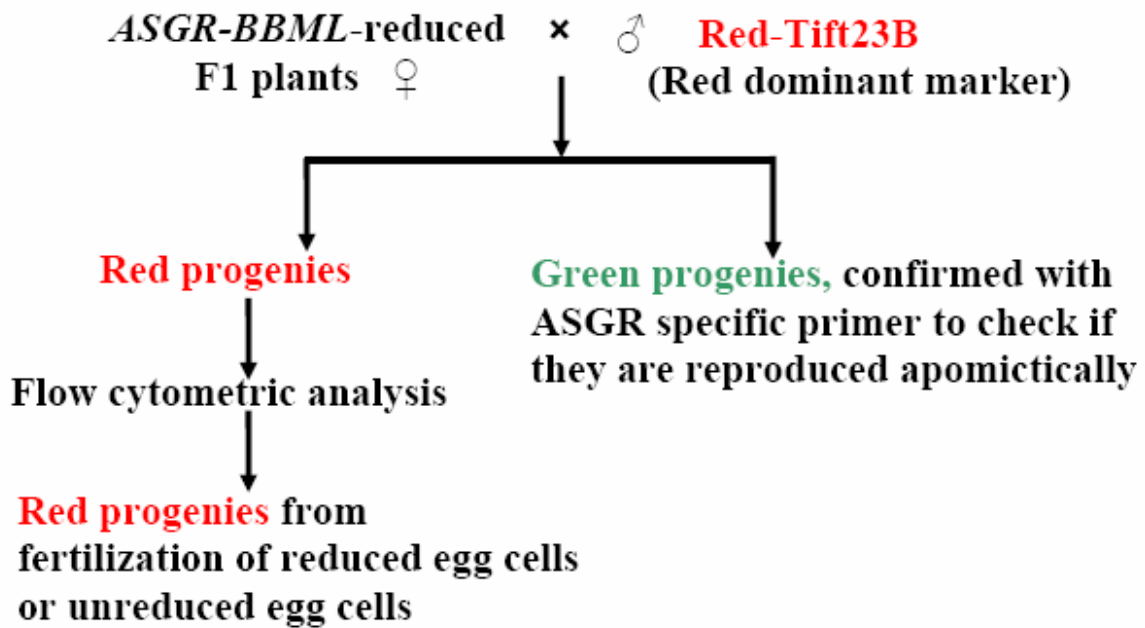 ASGR-BBML-reduced × ♂ Red-Tift23B
F1 plants ♀ (Red dominant marker)
Red progenies
Green progenies, confirmed with
ASGR specific primer to check if
they are reproduced apomictically
Flow cytometric analysis
Red progenies from
fertilization of reduced egg cells
or unreduced egg cells